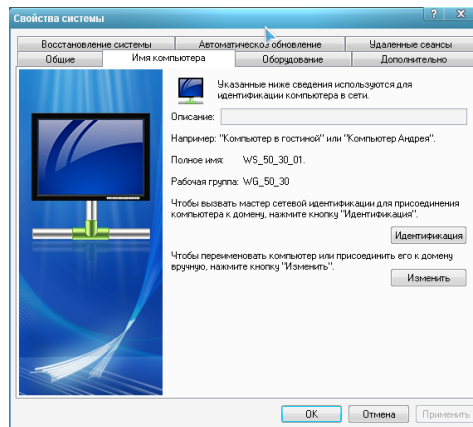 Свойства системы
Восстановление системы Автоматическое обновление Удаленные сеансы
Общие Имя компьютера Оборудование Дополнительно
Указанные ниже сведения используются для
идентификации компьютера в сети.
Описание:
Например: "Компьютер в гостиной" или "Компьютер Андрея".
Полное имя: WS_50_30_01.
Рабочая группа: WG_50_30
Чтобы вызвать мастер сетевой идентификации для присоединения
компьютера к домену, нажмите кнопку "Идентификация".
Идентификация
Чтобы переименовать компьютер или присоединить его к домену
вручную, нажмите кнопку "Изменить".
Изменить
OK Отмена Применить